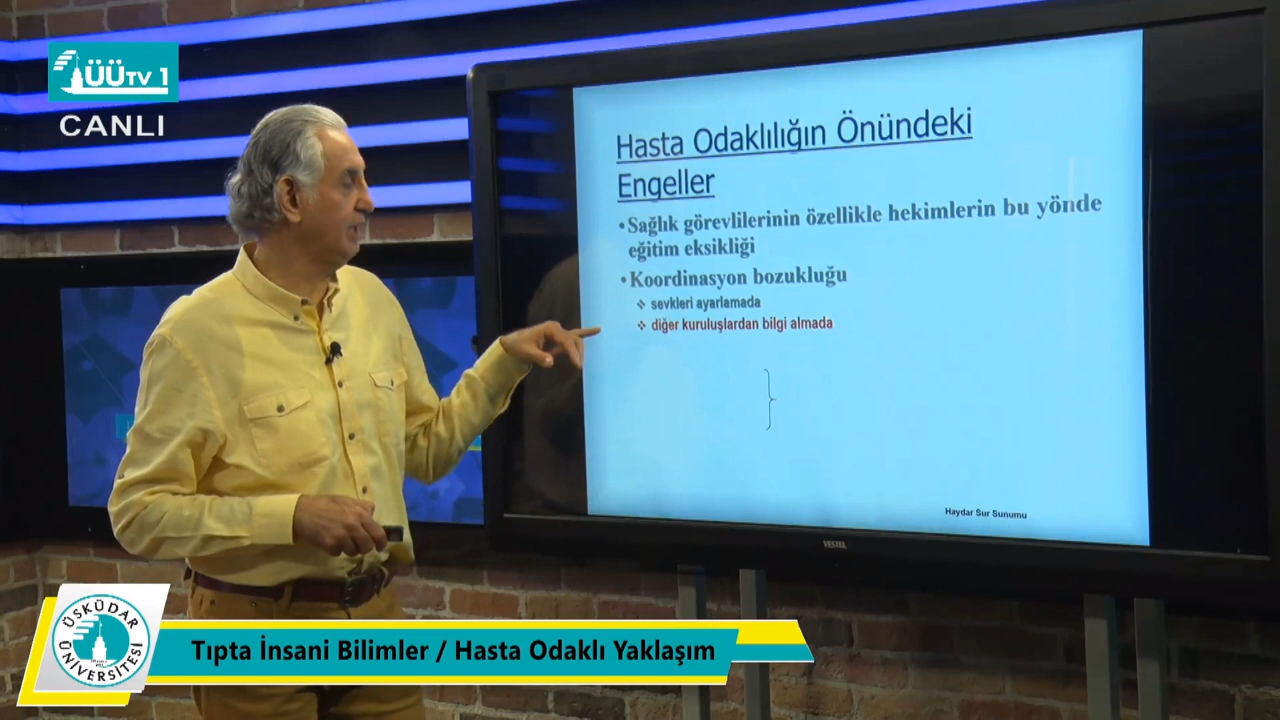 ÜÜTV 1
CANLI
Hasta Odaklılığın Önündeki
Engeller
•Sağlık görevlilerinin özellikle hekimlerin bu yönde
eğitim eksikliği
•Koordinasyon bozukluğu
❖ sevkleri ayarlamada
❖ diğer kuruluşlardan bilgi almada
Haydar Sur Sunumu
VESTEL
ÜSKÜDAR
ÜNİVERSİTESİ
Tıpta İnsani Bilimler / Hasta Odaklı Yaklaşım